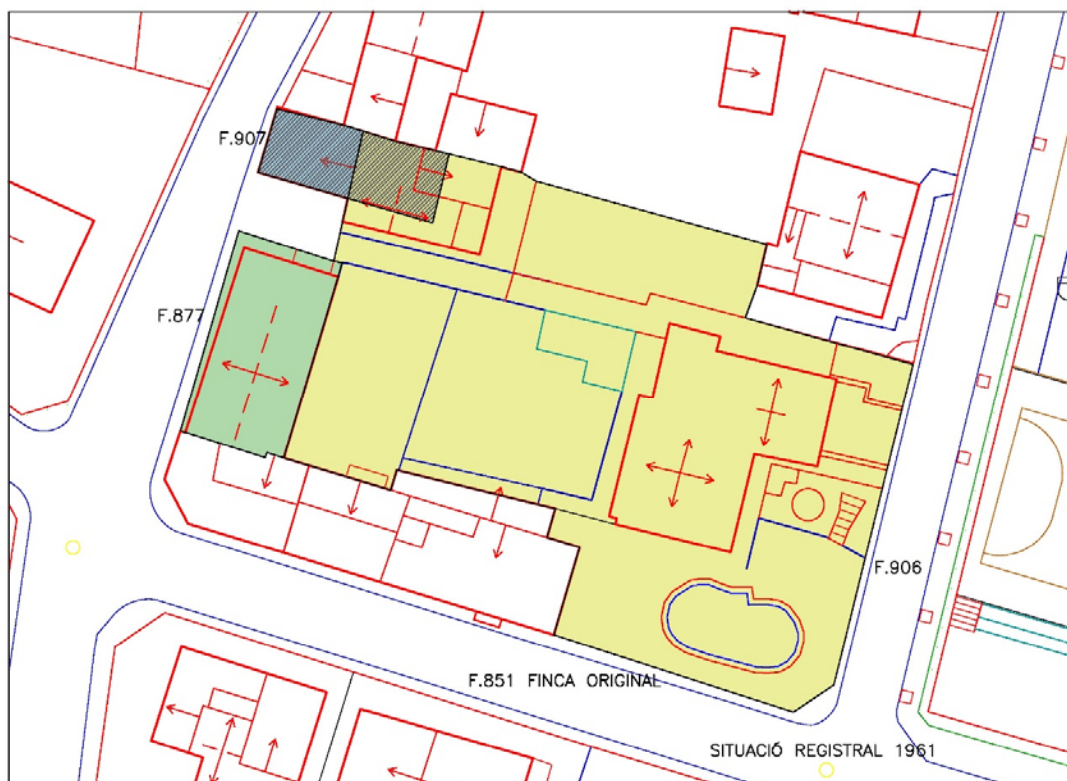 F.907
F.877
F.906
F.851 FINCA ORIGINAL
SITUACIÓ REGISTRAL 1961